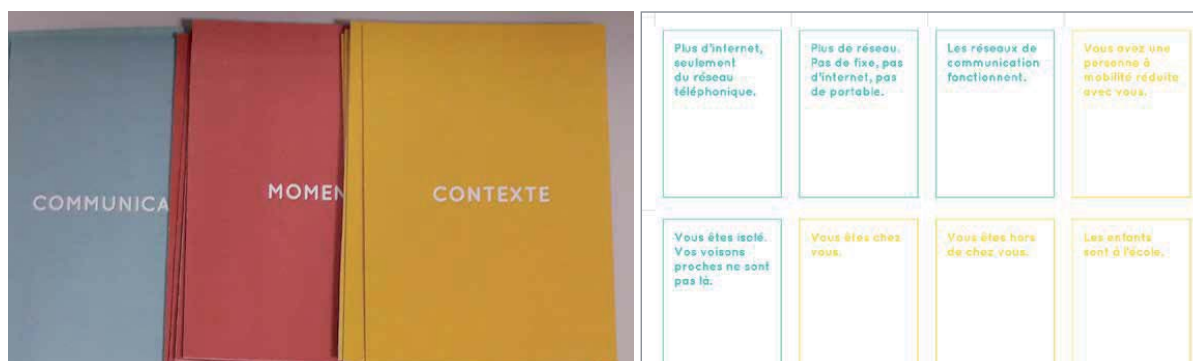 COMMUNICA
MOMEN
CONTEXTE
Plus d'internet,
seulement
du réseau
téléphonique.
Plus de réseau.
Pas de fixe, pas
d'internet, pas
de portable.
Les réseaux de
communication
fonctionnent.
Vous avez une
personne à
mobilité réduite
avec vous.
Vous êtes isolé.
Vos voisons
proches ne sont
pas là.
Vous êtes chez
vous.
Vous êtes hors
de chez vous.
Les enfants
sont à l'école.